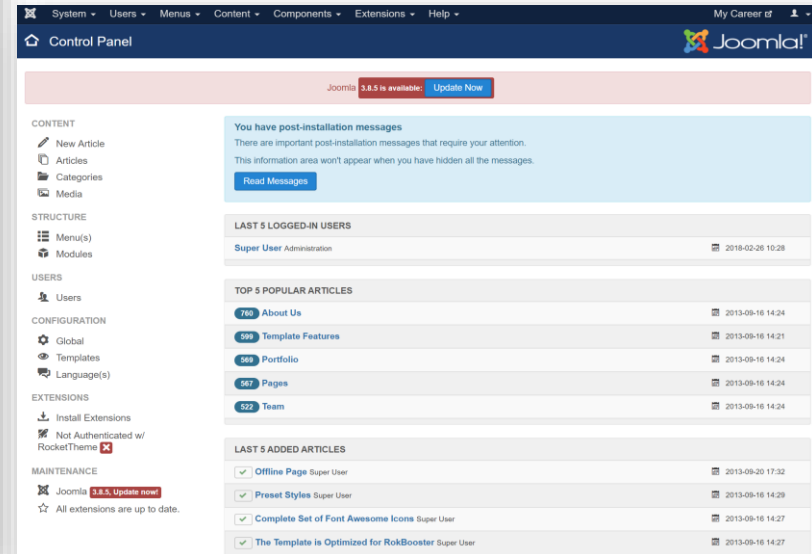 System Users Menus Content Components Extensions Help My Career
Control Panel Joomla!
Joomla 3.8.5 is available: Update Now
CONTENT
New Article
Articles
Categories
Media
STRUCTURE
Menu(s)
Modules
USERS
Users
CONFIGURATION
Global
Templates
Language(s)
EXTENSIONS
Install Extensions
Not Authenticated w/
RocketTheme
MAINTENANCE
Joomla 3.8.5, Update now!
All extensions are up to date.
You have post-installation messages
There are important post-installation messages that require your attention.
This information area won't appear when you have hidden all the messages.
Read Messages
LAST 5 LOGGED-IN USERS
Super User Administration 2018-02-26 10:28
TOP 5 POPULAR ARTICLES
760 About Us 2013-09-16 14:24
599 Template Features 2013-09-16 14:21
569 Portfolio 2013-09-16 14:24
567 Pages 2013-09-16 14:24
522 Team 2013-09-16 14:24
LAST 5 ADDED ARTICLES
Offline Page Super User 2013-09-20 17:32
Preset Styles Super User 2013-09-16 14:29
Complete Set of Font Awesome Icons Super User 2013-09-16 14:27
The Template is Optimized for RokBooster Super User 2013-09-16 14:27